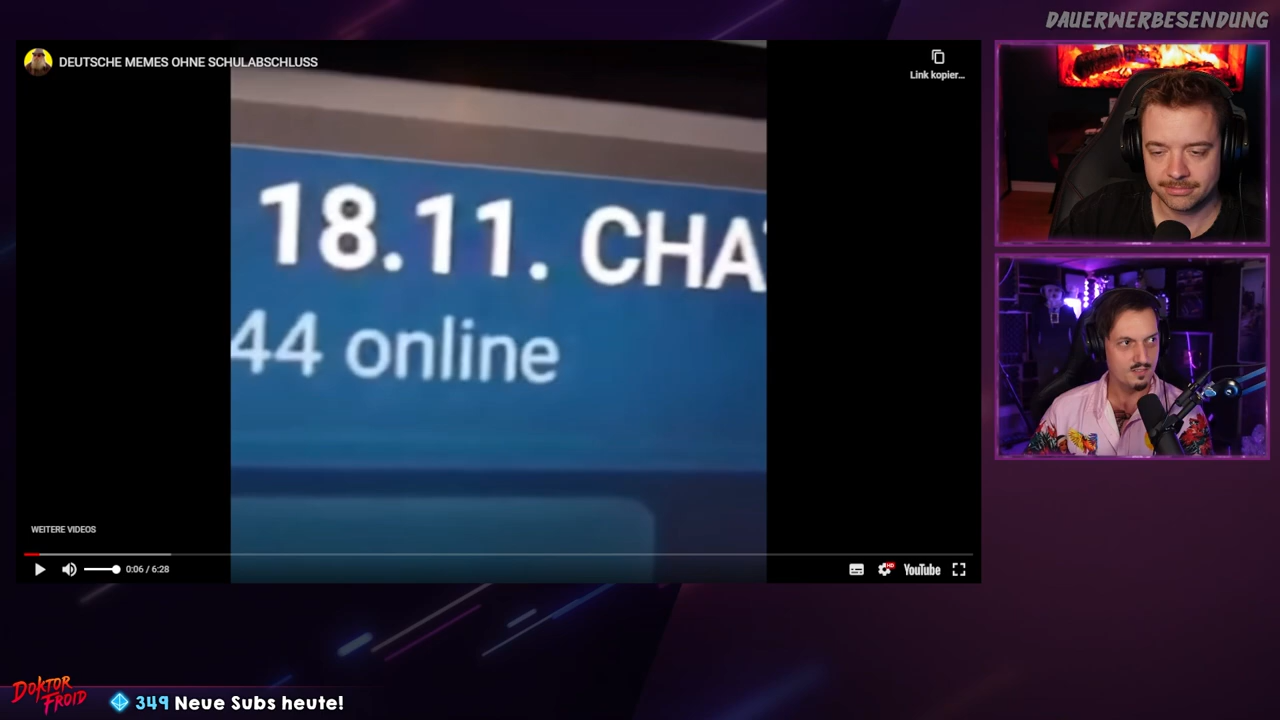 DAUERWERBESENDUNG
DEUTSCHE MEMES OHNE SCHULABSCHLUSS
Link kopier...
18.11. CHA
44 online
WEITERE VIDEOS
0:06 / 6:28
HD
YouTube
DOKTOR FROID
349 Neue Subs heute!